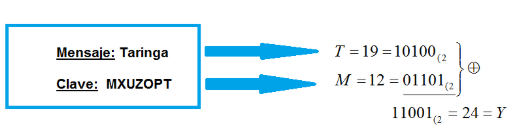 Mensaje: Taringa
Clave: MXUZOPT
T = 19 = 10100(2
M = 12 = 01101(2
⊕
11001(2 = 24 = Y